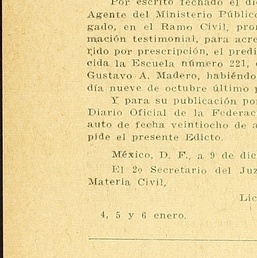 Por escrito fechado el di
Agente del Ministerio Público
gado, en el Ramo Civil, pron
mación testimonial, para acre
rido por prescripción, el predi
cida la Escuela número 221,
Gustavo A. Madero, habiéndo
día nueve de octubre último p
Y para su publicación po
Diario Oficial de la Federac
auto de fecha veintiocho de a
pide el presente Edicto.
México, D. F., a 9 de dic
El 2o Secretario del Juz
Materia Civil,
Lic
4, 5 y 6 enero.